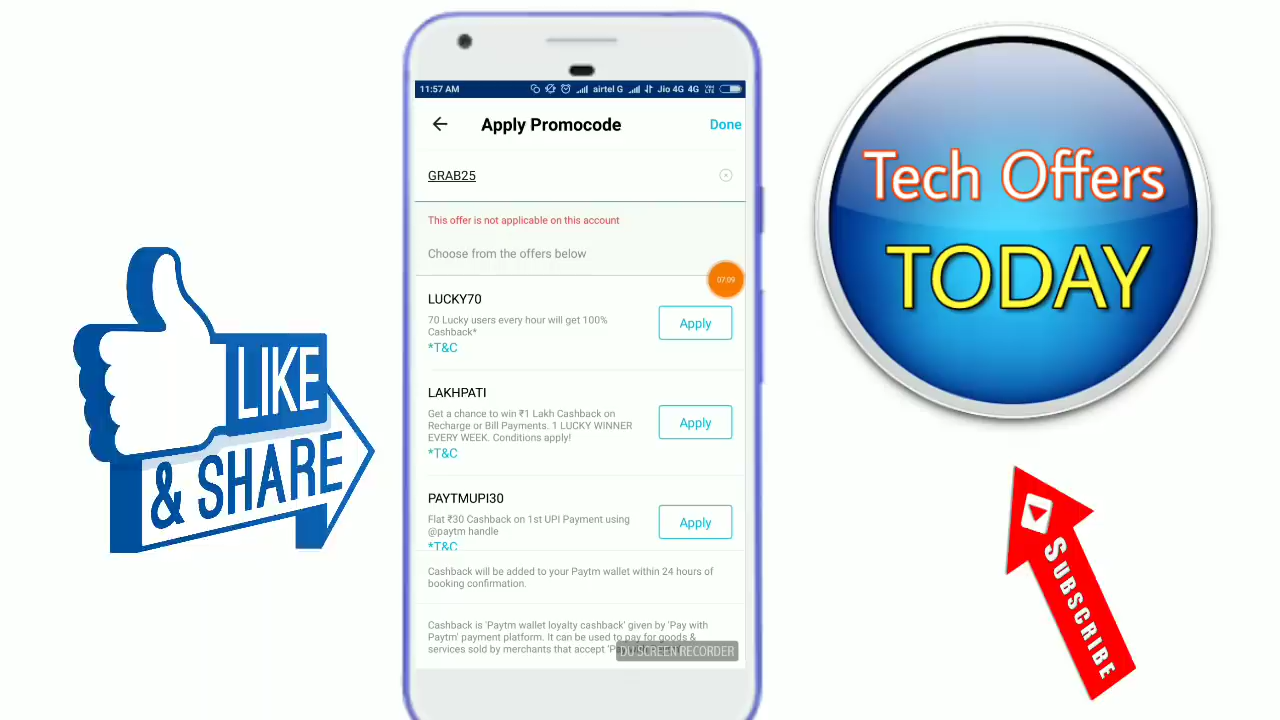 11:57 AM airtel G Jio 4G 4G
Apply Promocode
Done
GRAB25
This offer is not applicable on this account
Choose from the offers below
07:09
LUCKY70
70 Lucky users every hour will get 100%
Cashback*
*T&C
Apply
LAKHPATI
Get a chance to win ₹1 Lakh Cashback on
Recharge or Bill Payments. 1 LUCKY WINNER
EVERY WEEK. Conditions apply!
*T&C
Apply
PAYTMUPI30
Flat ₹30 Cashback on 1st UPI Payment using
@paytm handle
*T&C
Apply
Cashback will be added to your Paytm wallet within 24 hours of
booking confirmation.
Cashback is 'Paytm wallet loyalty cashback' given by 'Pay with
Paytm' payment platform. It can be used to pay for goods &
services sold by merchants that accept
DU SCREEN RECORDER
LIKE
& SHARE
Tech Offers
TODAY
SUBSCRIBE